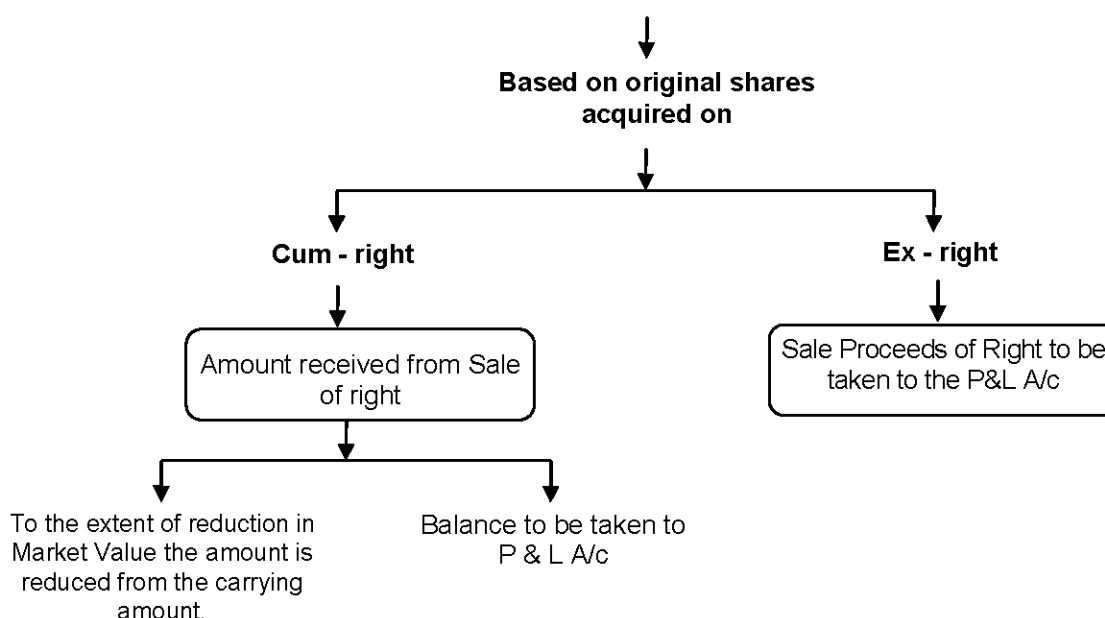 Based on original shares
acquired on
Cum - right
Ex - right
Amount received from Sale
of right
Sale Proceeds of Right to be
taken to the P&L A/c
To the extent of reduction in
Market Value the amount is
reduced from the carrying
amount.
Balance to be taken to
P & L A/c